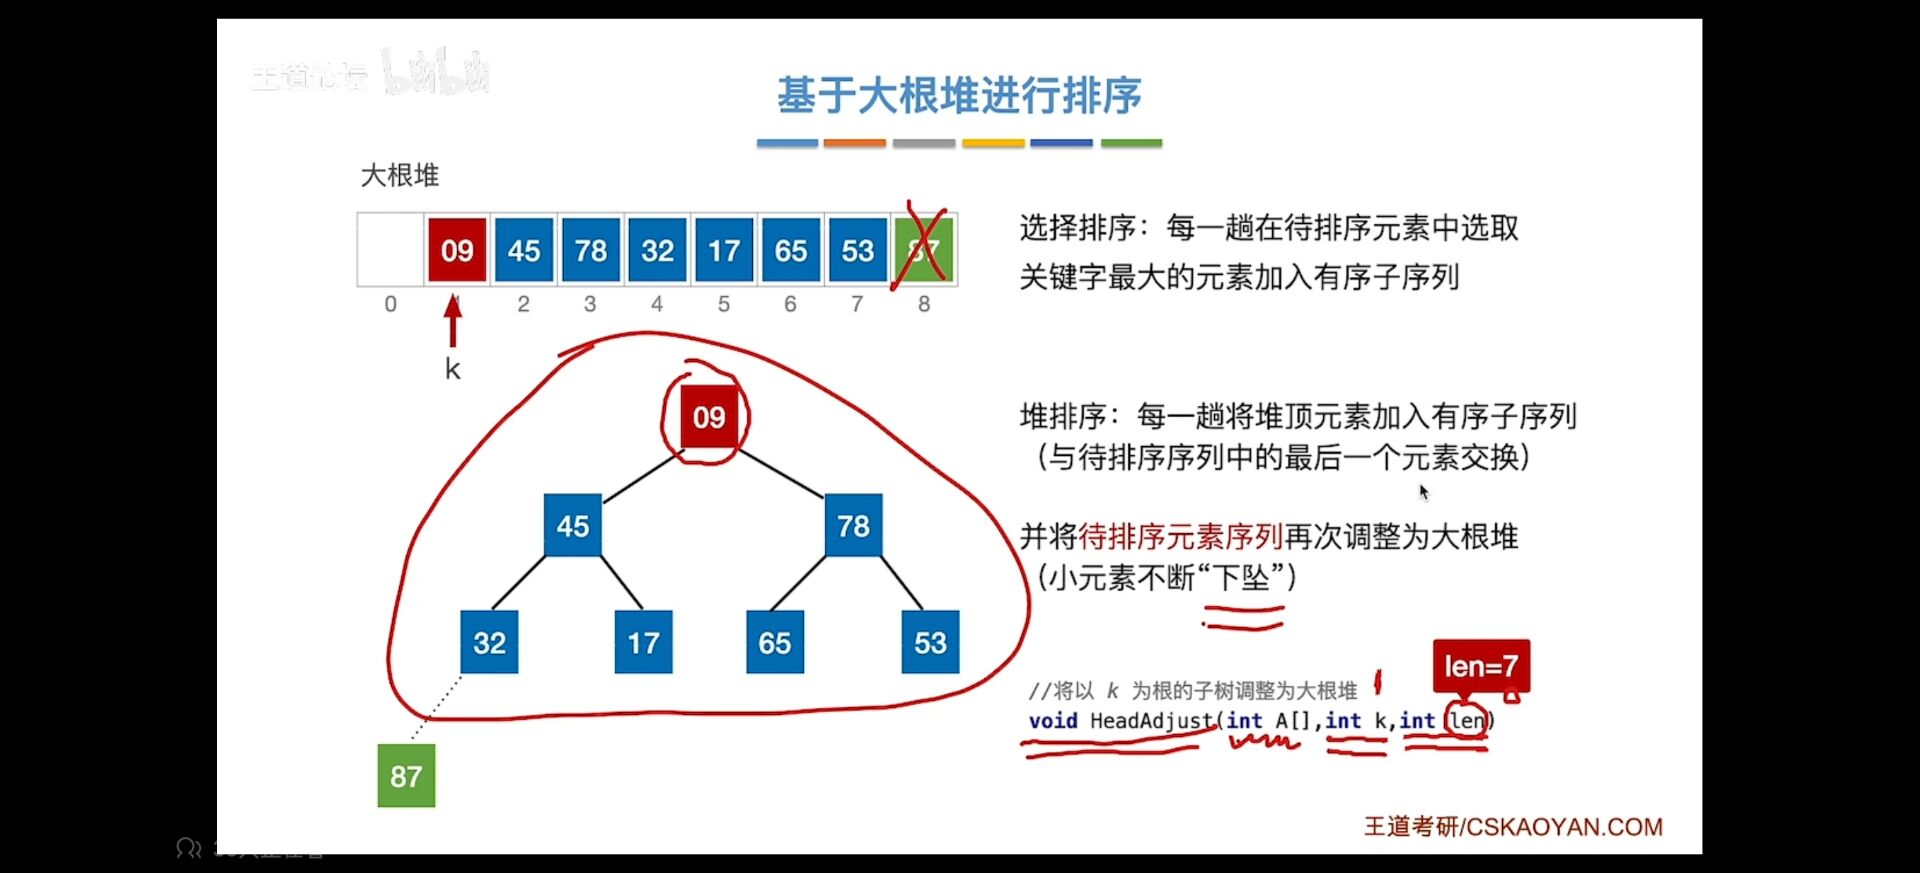 王道论坛 bilibili
基于大根堆进行排序
大根堆
09 45 78 32 17 65 53 87
0 1 2 3 4 5 6 7 8
k
选择排序：每一趟在待排序元素中选取
关键字最大的元素加入有序子序列
09
45 78
32 17 65 53
87
堆排序：每一趟将堆顶元素加入有序子序列
（与待排序序列中的最后一个元素交换）
并将待排序元素序列再次调整为大根堆
（小元素不断“下坠”）
len=7
//将以 k 为根的子树调整为大根堆 1
void HeadAdjust(int A[],int k,int len)
王道考研/CSKAOYAN.COM